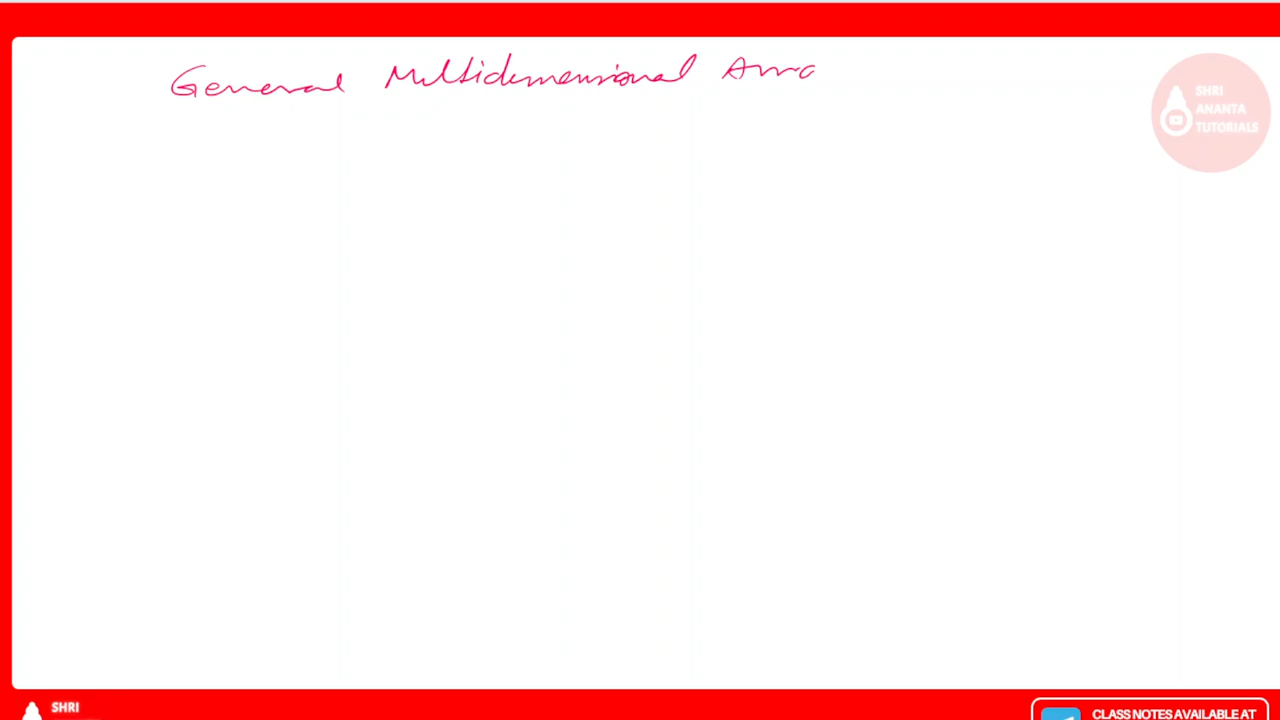 General Multidimensional Arra
SHRI
ANANTA
TUTORIALS
SHRI
CLASS NOTES AVAILABLE AT